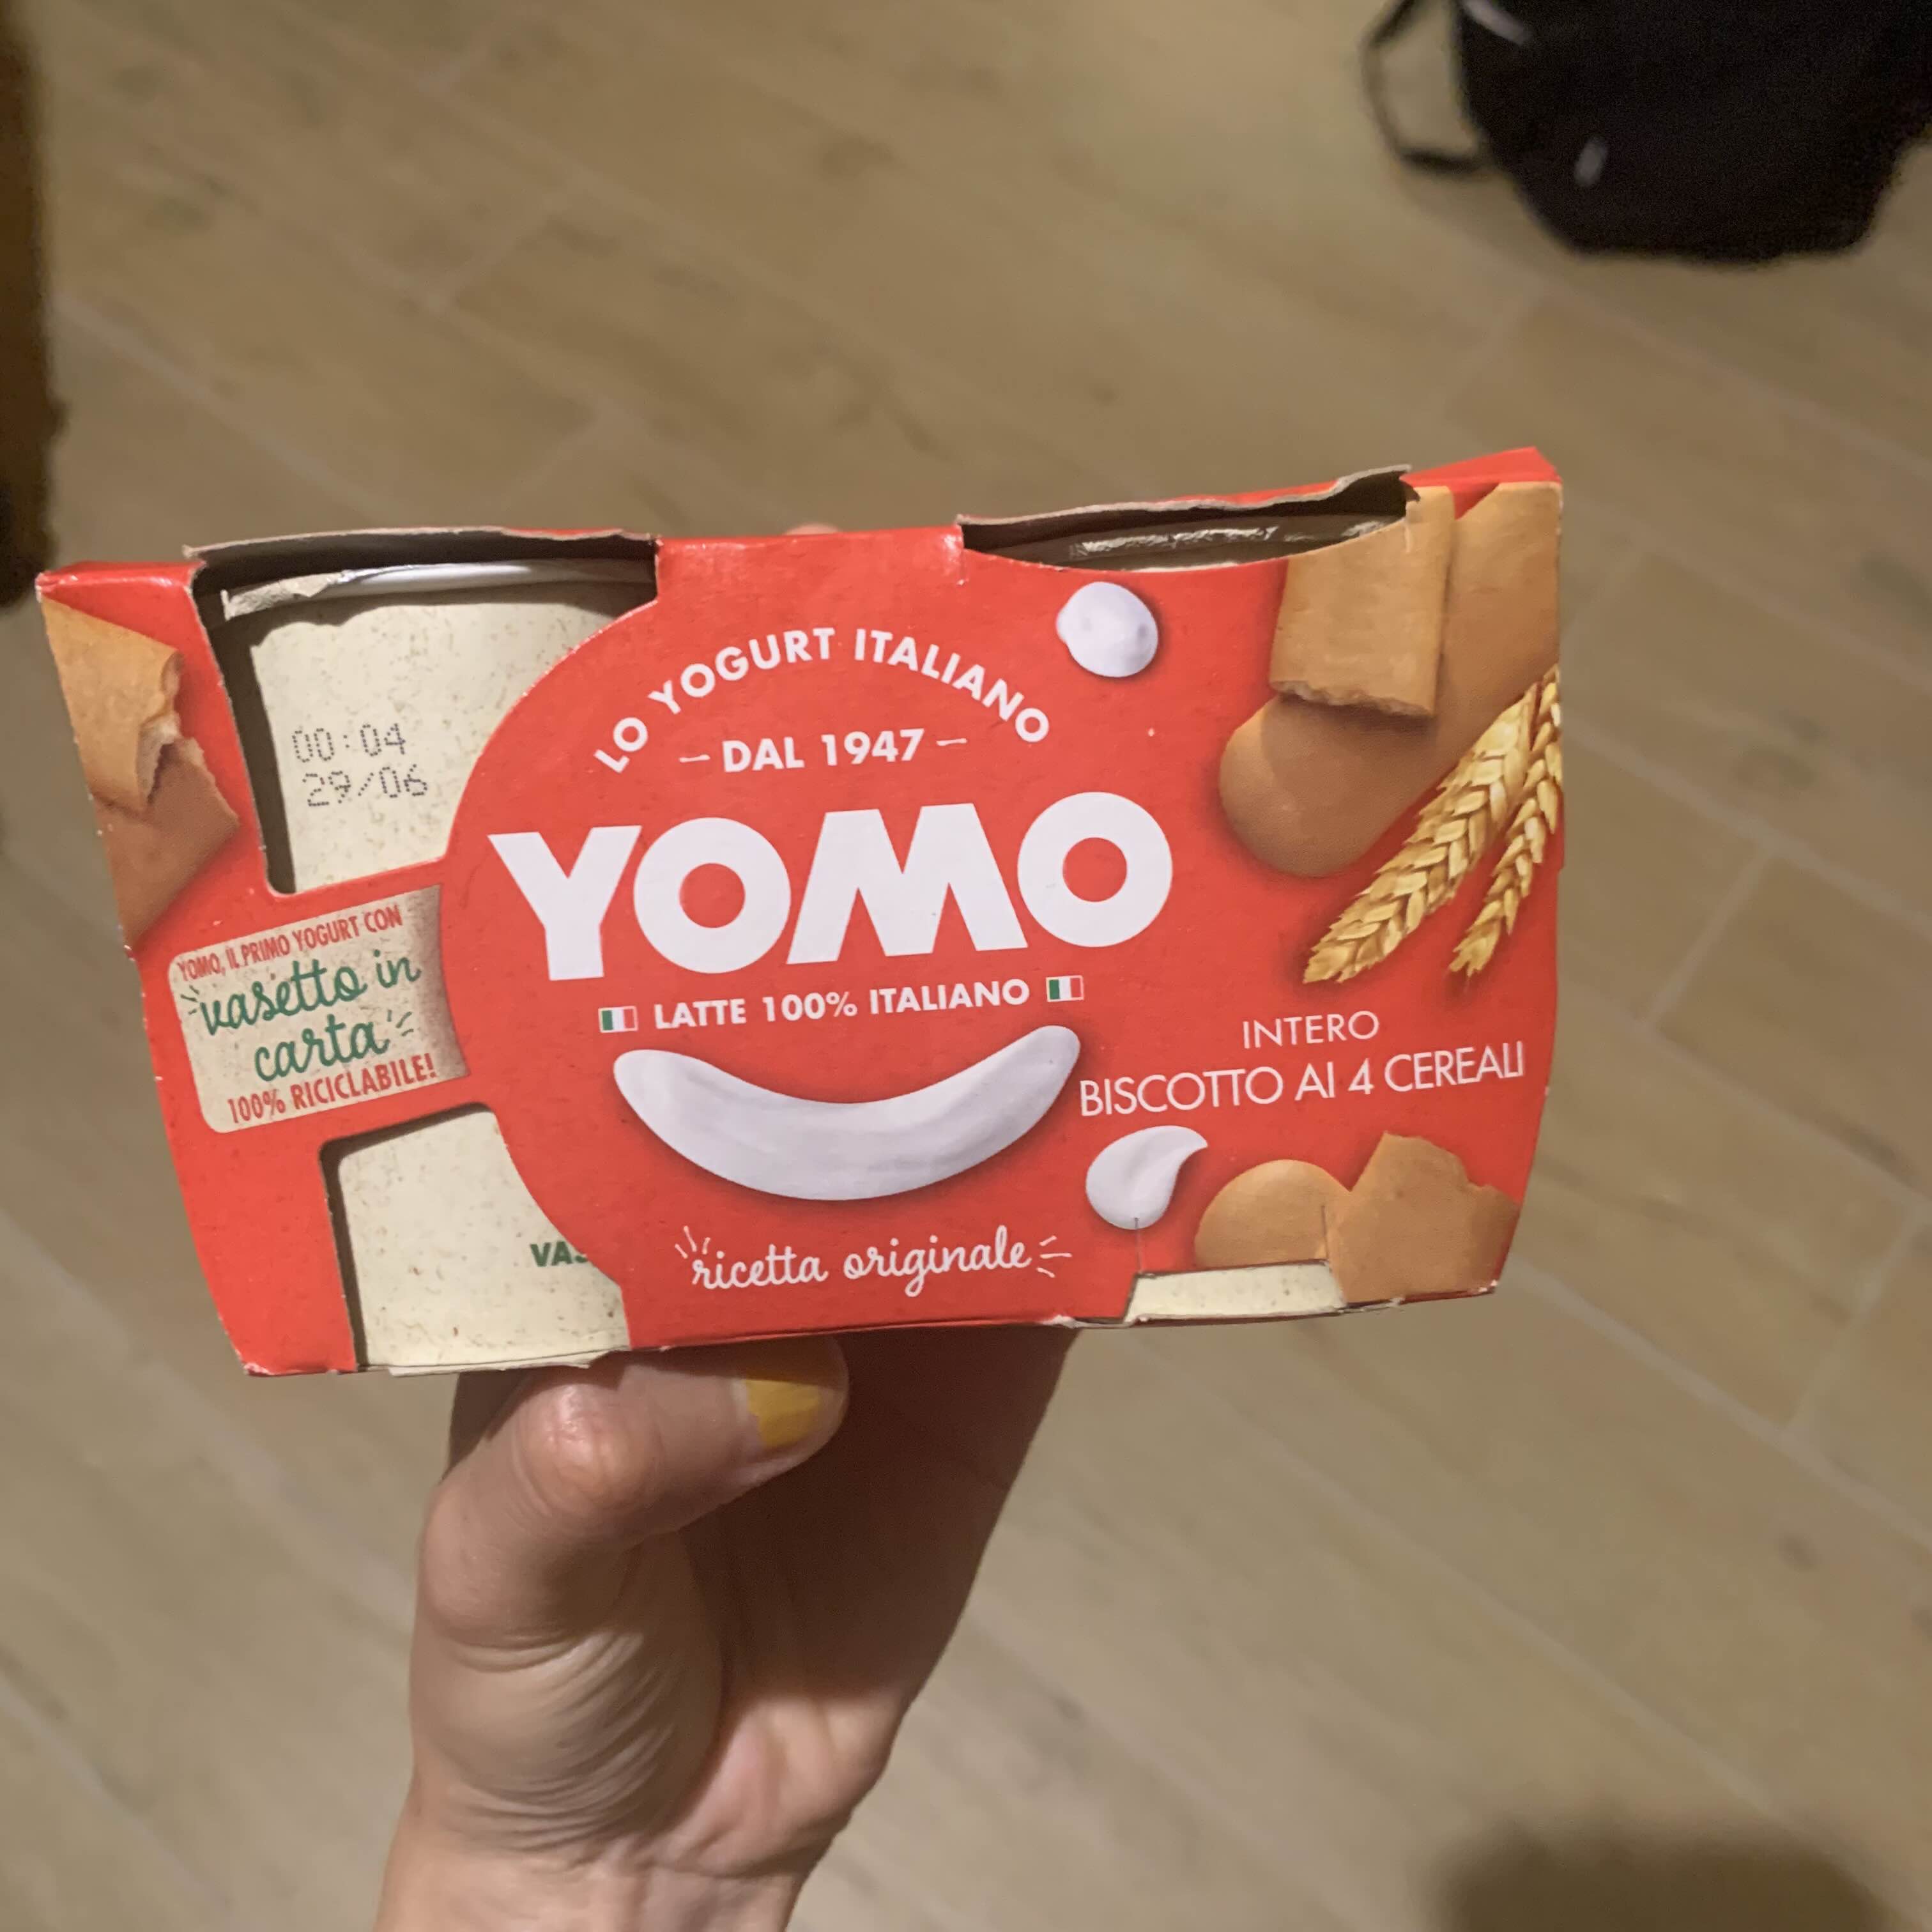 LO YOGURT ITALIANO
– DAL 1947 –
YOMO
LATTE 100% ITALIANO
ricetta originale
INTERO
BISCOTTO AI 4 CEREALI
00:04
29/06
YOMO, IL PRIMO YOGURT CON
vasetto in
carta
100% RICICLABILE!
VAS